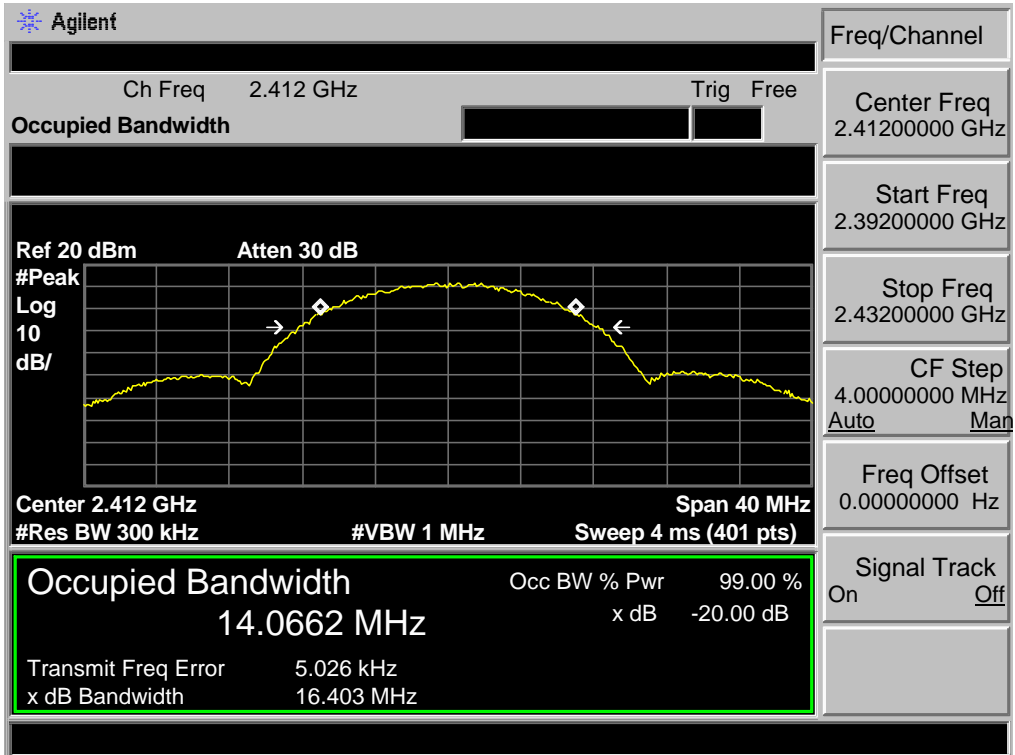 Agilent
Ch Freq 2.412 GHz Trig Free
Occupied Bandwidth
Ref 20 dBm Atten 30 dB
#Peak
Log
10
dB/
Center 2.412 GHz Span 40 MHz
#Res BW 300 kHz #VBW 1 MHz Sweep 4 ms (401 pts)
Occupied Bandwidth
14.0662 MHz
Occ BW % Pwr 99.00 %
x dB -20.00 dB
Transmit Freq Error 5.026 kHz
x dB Bandwidth 16.403 MHz
Freq/Channel
Center Freq
2.41200000 GHz
Start Freq
2.39200000 GHz
Stop Freq
2.43200000 GHz
CF Step
4.00000000 MHz
Auto Man
Freq Offset
0.00000000 Hz
Signal Track
On Off